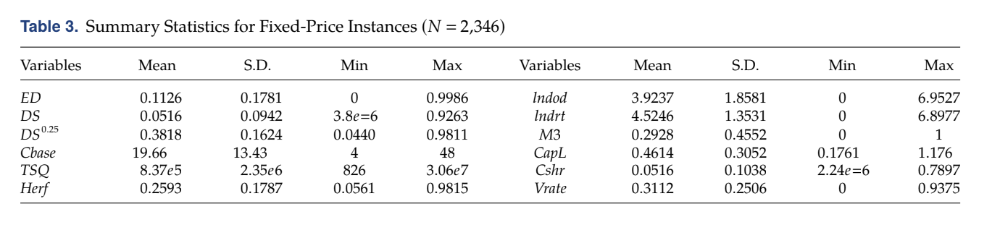 Table 3. Summary Statistics for Fixed-Price Instances (N = 2,346)
Variables Mean S.D. Min Max Variables Mean S.D. Min Max
ED 0.1126 0.1781 0 0.9986 lndod 3.9237 1.8581 0 6.9527
DS 0.0516 0.0942 3.8e=6 0.9263 lndrt 4.5246 1.3531 0 6.8977
DS^0.25 0.3818 0.1624 0.0440 0.9811 M3 0.2928 0.4552 0 1
Cbase 19.66 13.43 4 48 CapL 0.4614 0.3052 0.1761 1.176
TSQ 8.37e5 2.35e6 826 3.06e7 Cshr 0.0516 0.1038 2.24e=6 0.7897
Herf 0.2593 0.1787 0.0561 0.9815 Vrate 0.3112 0.2506 0 0.9375